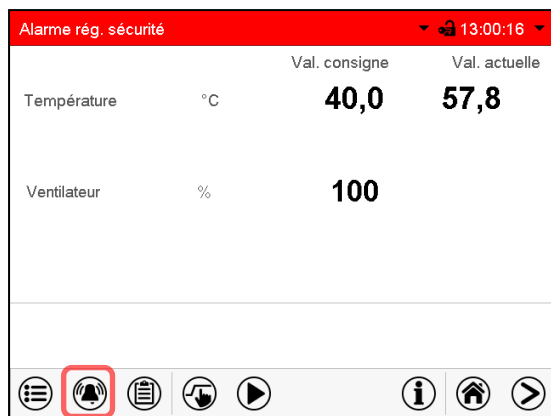 Alarme rég. sécurité 13:00:16
Val. consigne Val. actuelle
Température °C 40,0 57,8
Ventilateur % 100